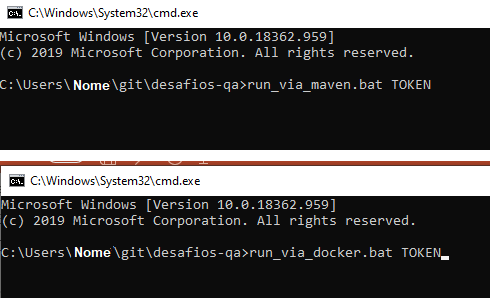 C:\Windows\System32\cmd.exe
Microsoft Windows [Version 10.0.18362.959]
(c) 2019 Microsoft Corporation. All rights reserved.
C:\Users\Nome\git\desafios-qa>run_via_maven.bat TOKEN
C:\Windows\System32\cmd.exe
Microsoft Windows [Version 10.0.18362.959]
(c) 2019 Microsoft Corporation. All rights reserved.
C:\Users\Nome\git\desafios-qa>run_via_docker.bat TOKEN